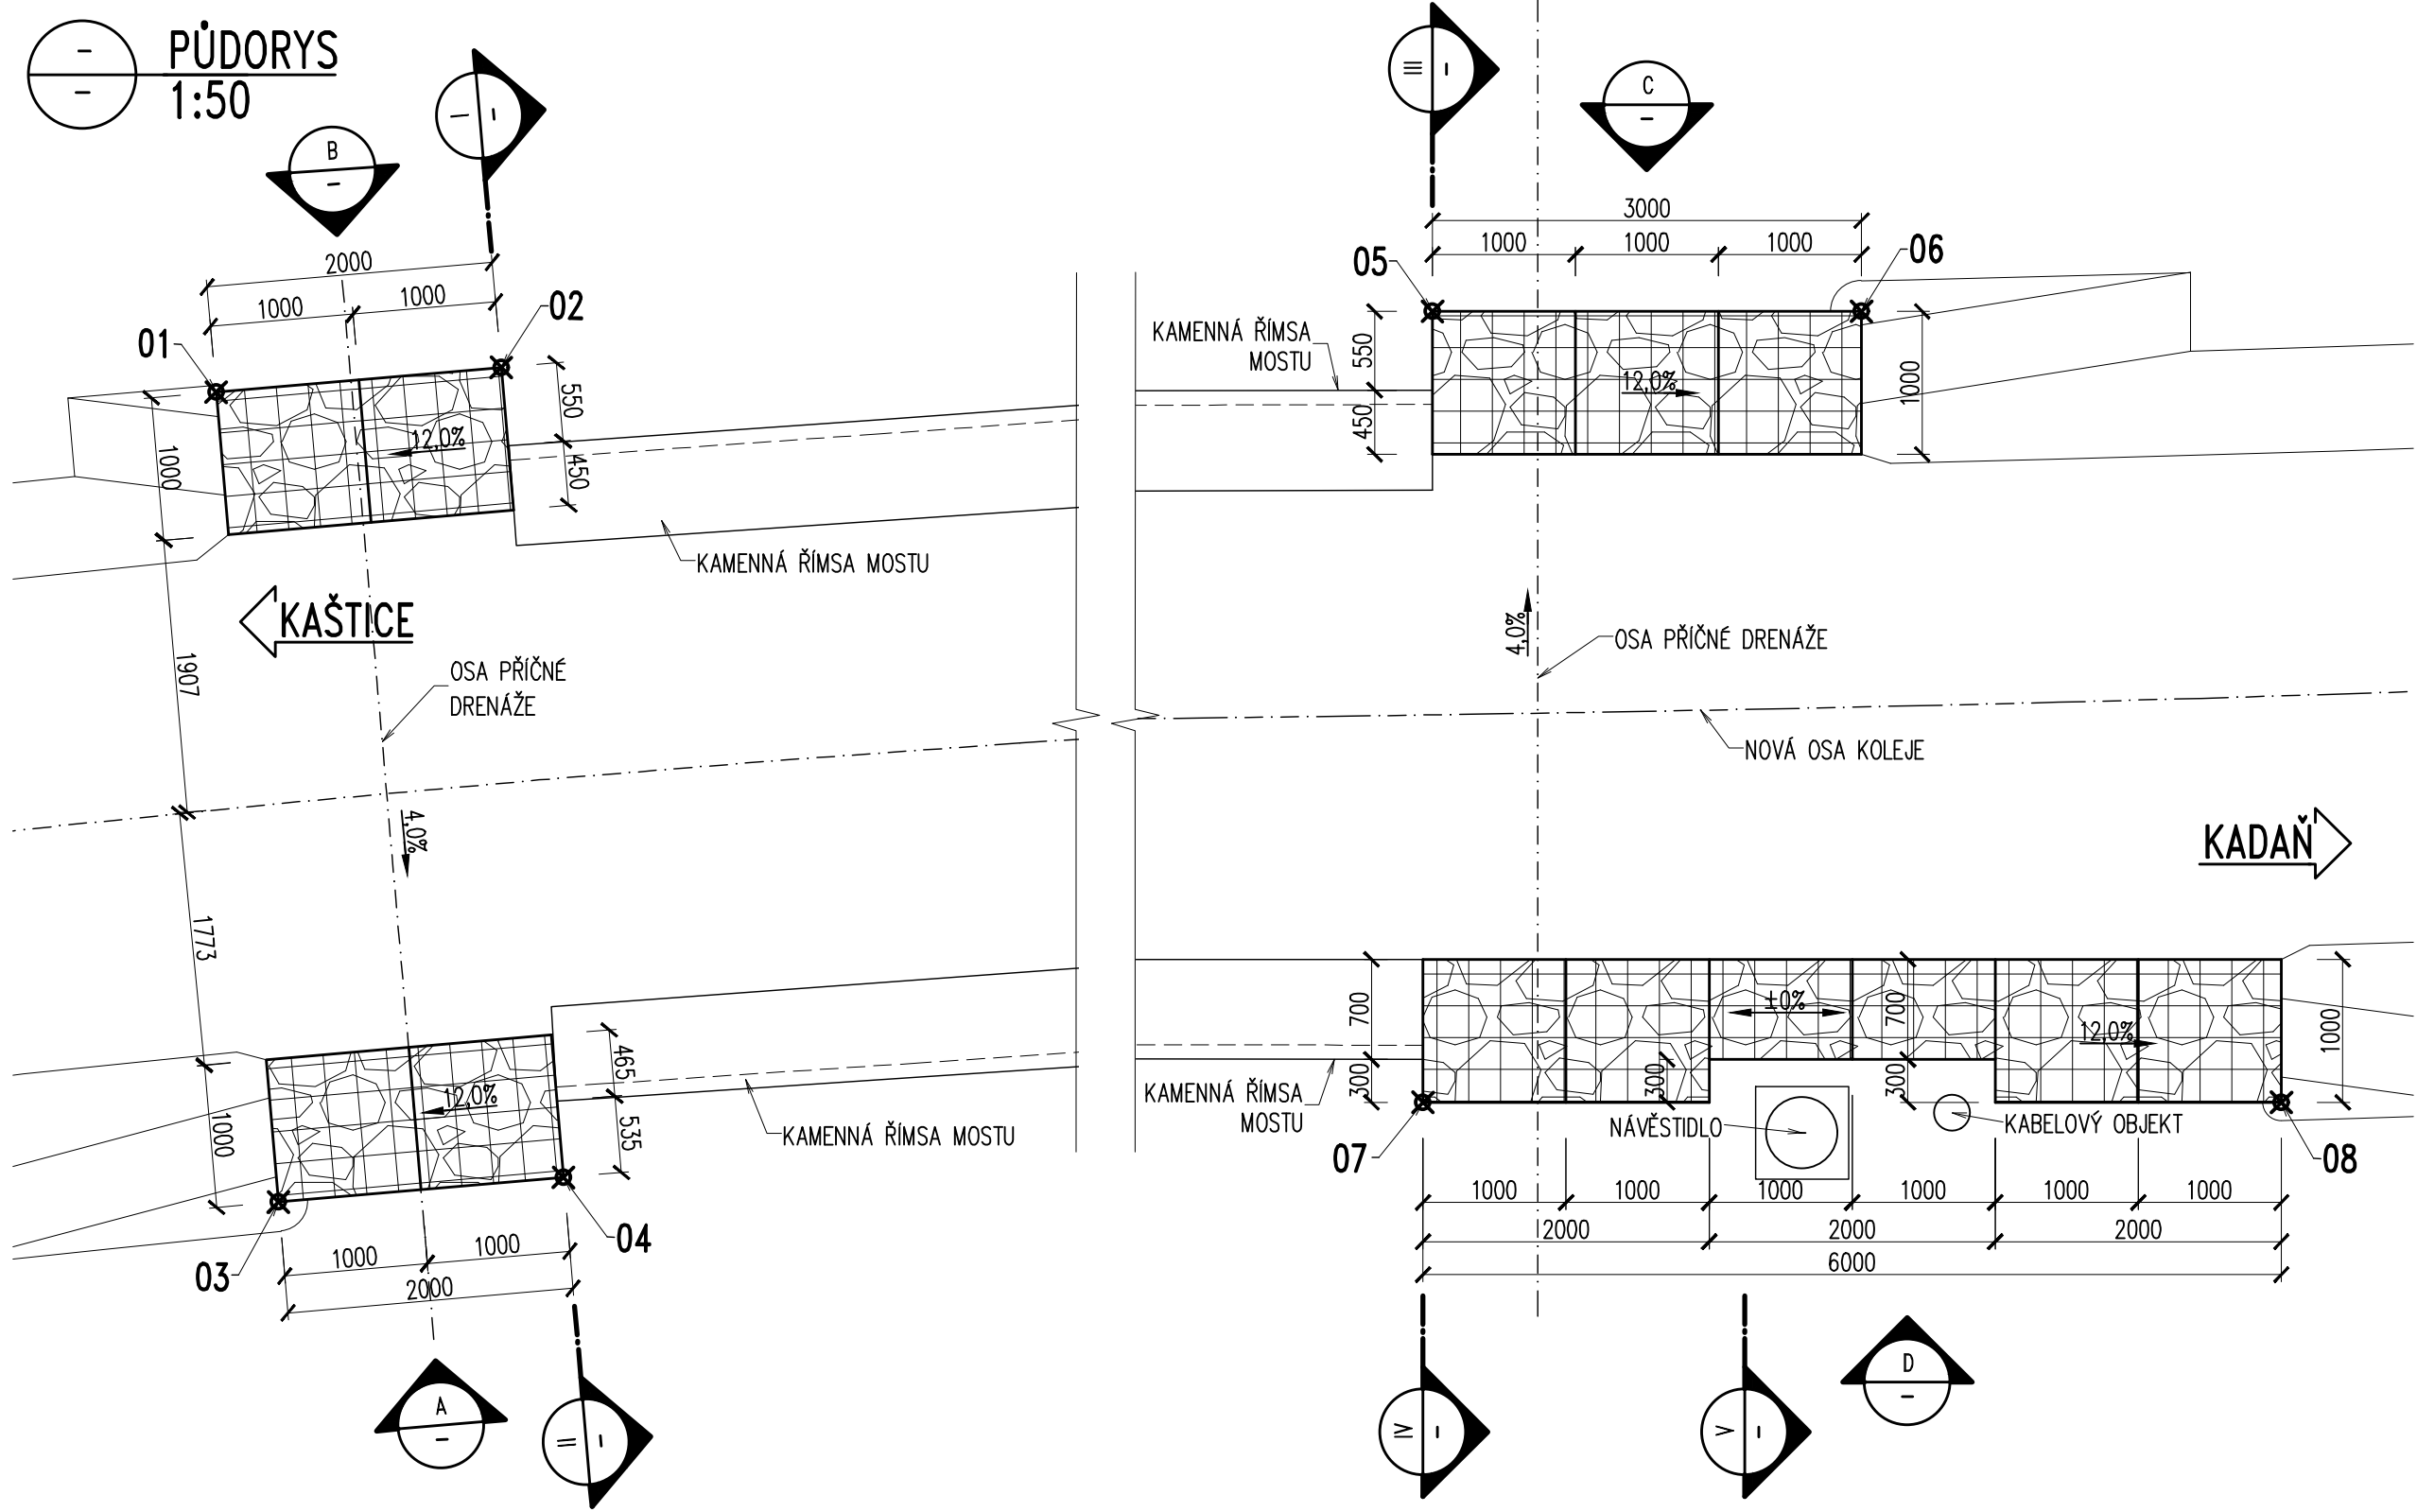 PŮDORYS
1:50
B
I
2000
1000
1000
01
02
550
450
12,0%
1000
KAMENNÁ ŘÍMSA MOSTU
KAŠTICE
1907
OSA PŘÍČNÉ
DRENÁŽE
4,0%
1773
465
535
12,0%
1000
KAMENNÁ ŘÍMSA MOSTU
03
04
1000
1000
2000
A
II
III
C
3000
1000
1000
1000
05
06
KAMENNÁ ŘÍMSA
MOSTU
550
450
12,0%
1000
4,0%
OSA PŘÍČNÉ DRENÁŽE
NOVÁ OSA KOLEJE
KADAŇ
700
300
±0%
700
300
300
12,0%
1000
KAMENNÁ ŘÍMSA
MOSTU
NÁVĚSTIDLO
KABELOVÝ OBJEKT
07
08
1000
1000
1000
1000
1000
1000
2000
2000
2000
6000
IV
V
D